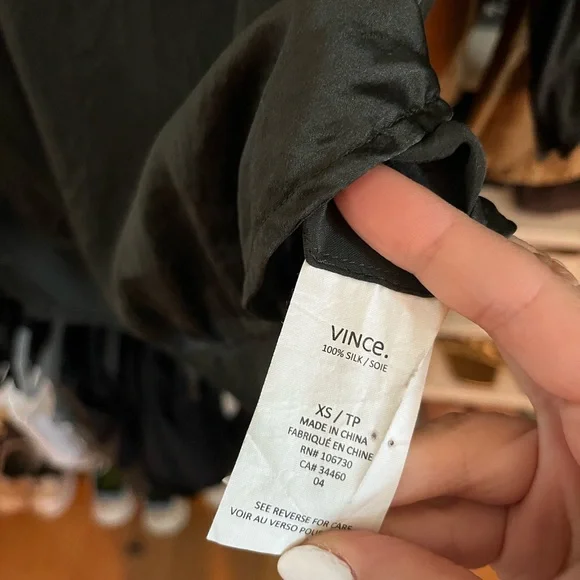 VINCe.
100% SILK / SOIE
XS / TP
MADE IN CHINA
FABRIQUÉ EN CHINE
RN# 106730
CA# 34460
04
SEE REVERSE FOR CARE
VOIR AU VERSO